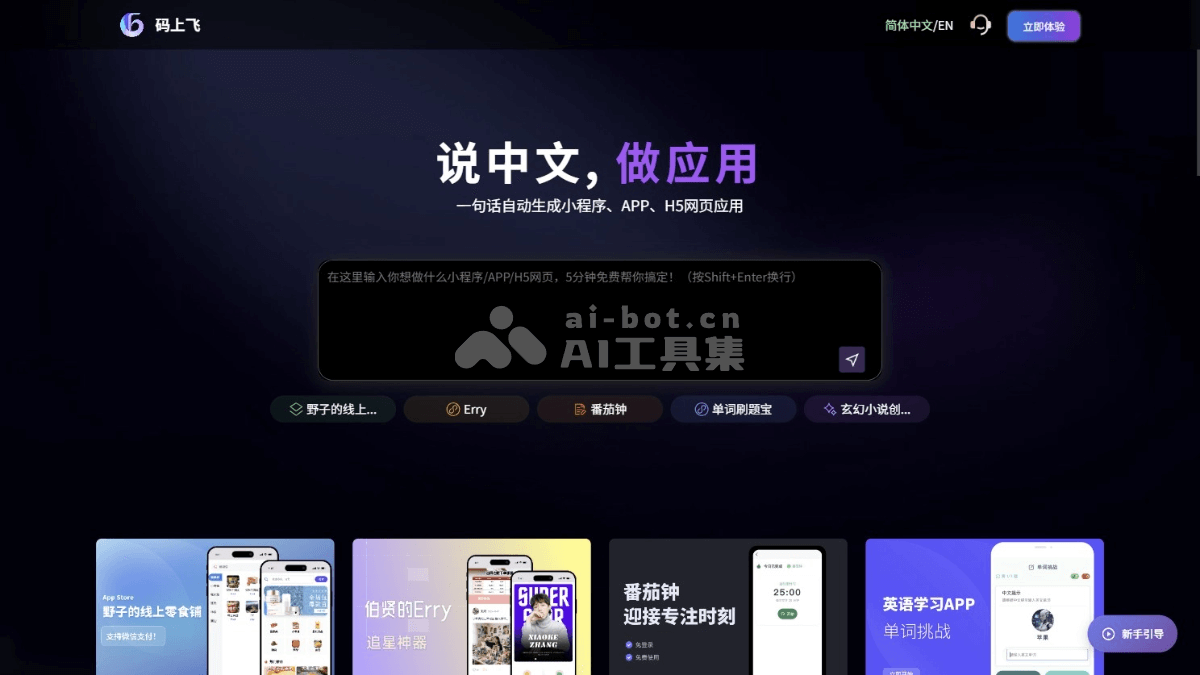 码上飞
简体中文/EN
立即体验
说中文, 做应用
一句话自动生成小程序、APP、H5网页应用
在这里输入你想做什么小程序/APP/H5网页，5分钟免费帮你搞定！（按Shift+Enter换行）
ai-bot.cn
AI工具集
野子的线上...
Erry
番茄钟
单词刷题宝
玄幻小说创...
App Store
野子的线上零食铺
支持微信支付！
伯贤的Erry
追星神器
SUPER
XIAOKE
ZHANG
番茄钟
迎接专注时刻
免登录
免费使用
25:00
英语学习APP
单词挑战
单词挑战
苹果
新手引导